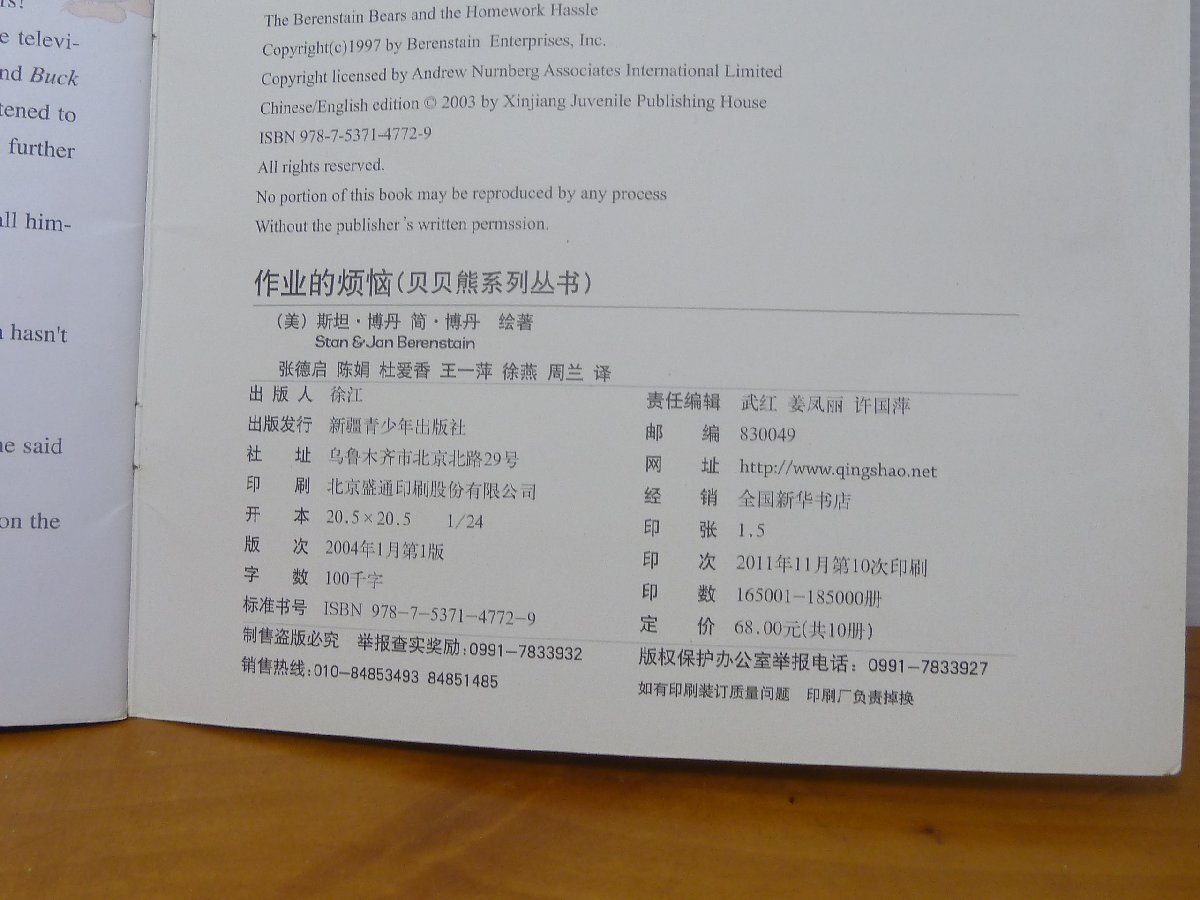 rs!
e televi-
nd Buck
tened to
further
all him-
hasn't
he said
on the
The Berenstain Bears and the Homework Hassle
Copyright(c)1997 by Berenstain Enterprises, Inc.
Copyright licensed by Andrew Nurnberg Associates International Limited
Chinese/English edition © 2003 by Xinjiang Juvenile Publishing House
ISBN 978-7-5371-4772-9
All rights reserved.
No portion of this book may be reproduced by any process
Without the publisher's written permssion.
作业的烦恼(贝贝熊系列丛书)
(美) 斯坦·博丹 简·博丹 绘著
Stan & Jan Berenstain
张德启 陈娟 杜爱香 王一萍 徐燕 周兰 译
出 版 人 徐江
出版发行 新疆青少年出版社
社 址 乌鲁木齐市北京北路29号
印 刷 北京盛通印刷股份有限公司
开 本 20.5×20.5 1/24
版 次 2004年1月第1版
字 数 100千字
标准书号 ISBN 978-7-5371-4772-9
责任编辑 武红 姜凤丽 许国萍
邮 编 830049
网 址 http://www.qingshao.net
经 销 全国新华书店
印 张 1.5
印 次 2011年11月第10次印刷
印 数 165001-185000册
定 价 68.00元(共10册)
制售盗版必究 举报查实奖励:0991-7833932
销售热线:010-84853493 84851485
版权保护办公室举报电话: 0991-7833927
如有印刷装订质量问题 印刷厂负责掉换